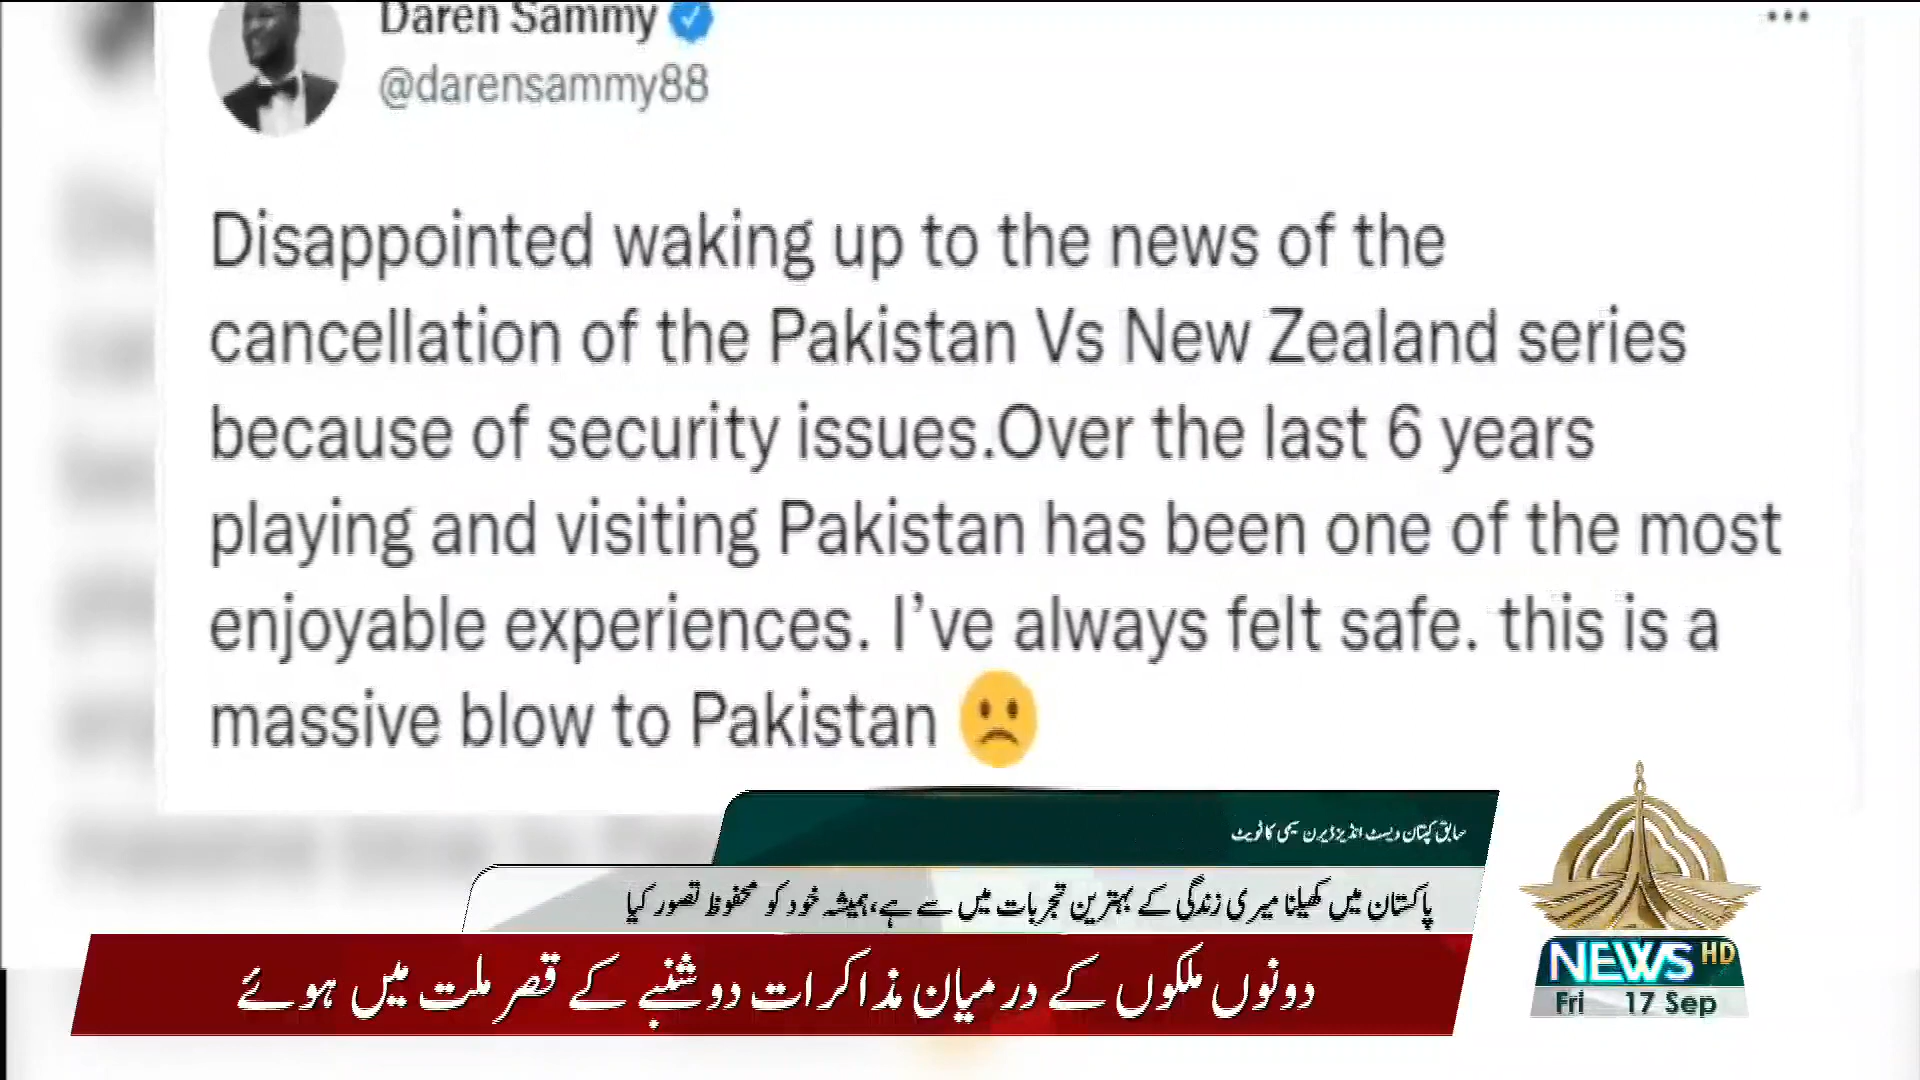 Daren Sammy
@darensammy88
Disappointed waking up to the news of the
cancellation of the Pakistan Vs New Zealand series
because of security issues.Over the last 6 years
playing and visiting Pakistan has been one of the most
enjoyable experiences. I’ve always felt safe. this is a
massive blow to Pakistan ☹
سابق کپتان ویسٹ انڈیز ڈیرن سیمی کا ٹویٹ
پاکستان میں کھیلنا میری زندگی کے بہترین تجربات میں سے ہے،ہمیشہ خود کو محفوظ تصور کیا
دونوں ملکوں کے درمیان مذاکرات دوشنبے کے قصر ملت میں ہوئے
NEWS HD
Fri 17 Sep